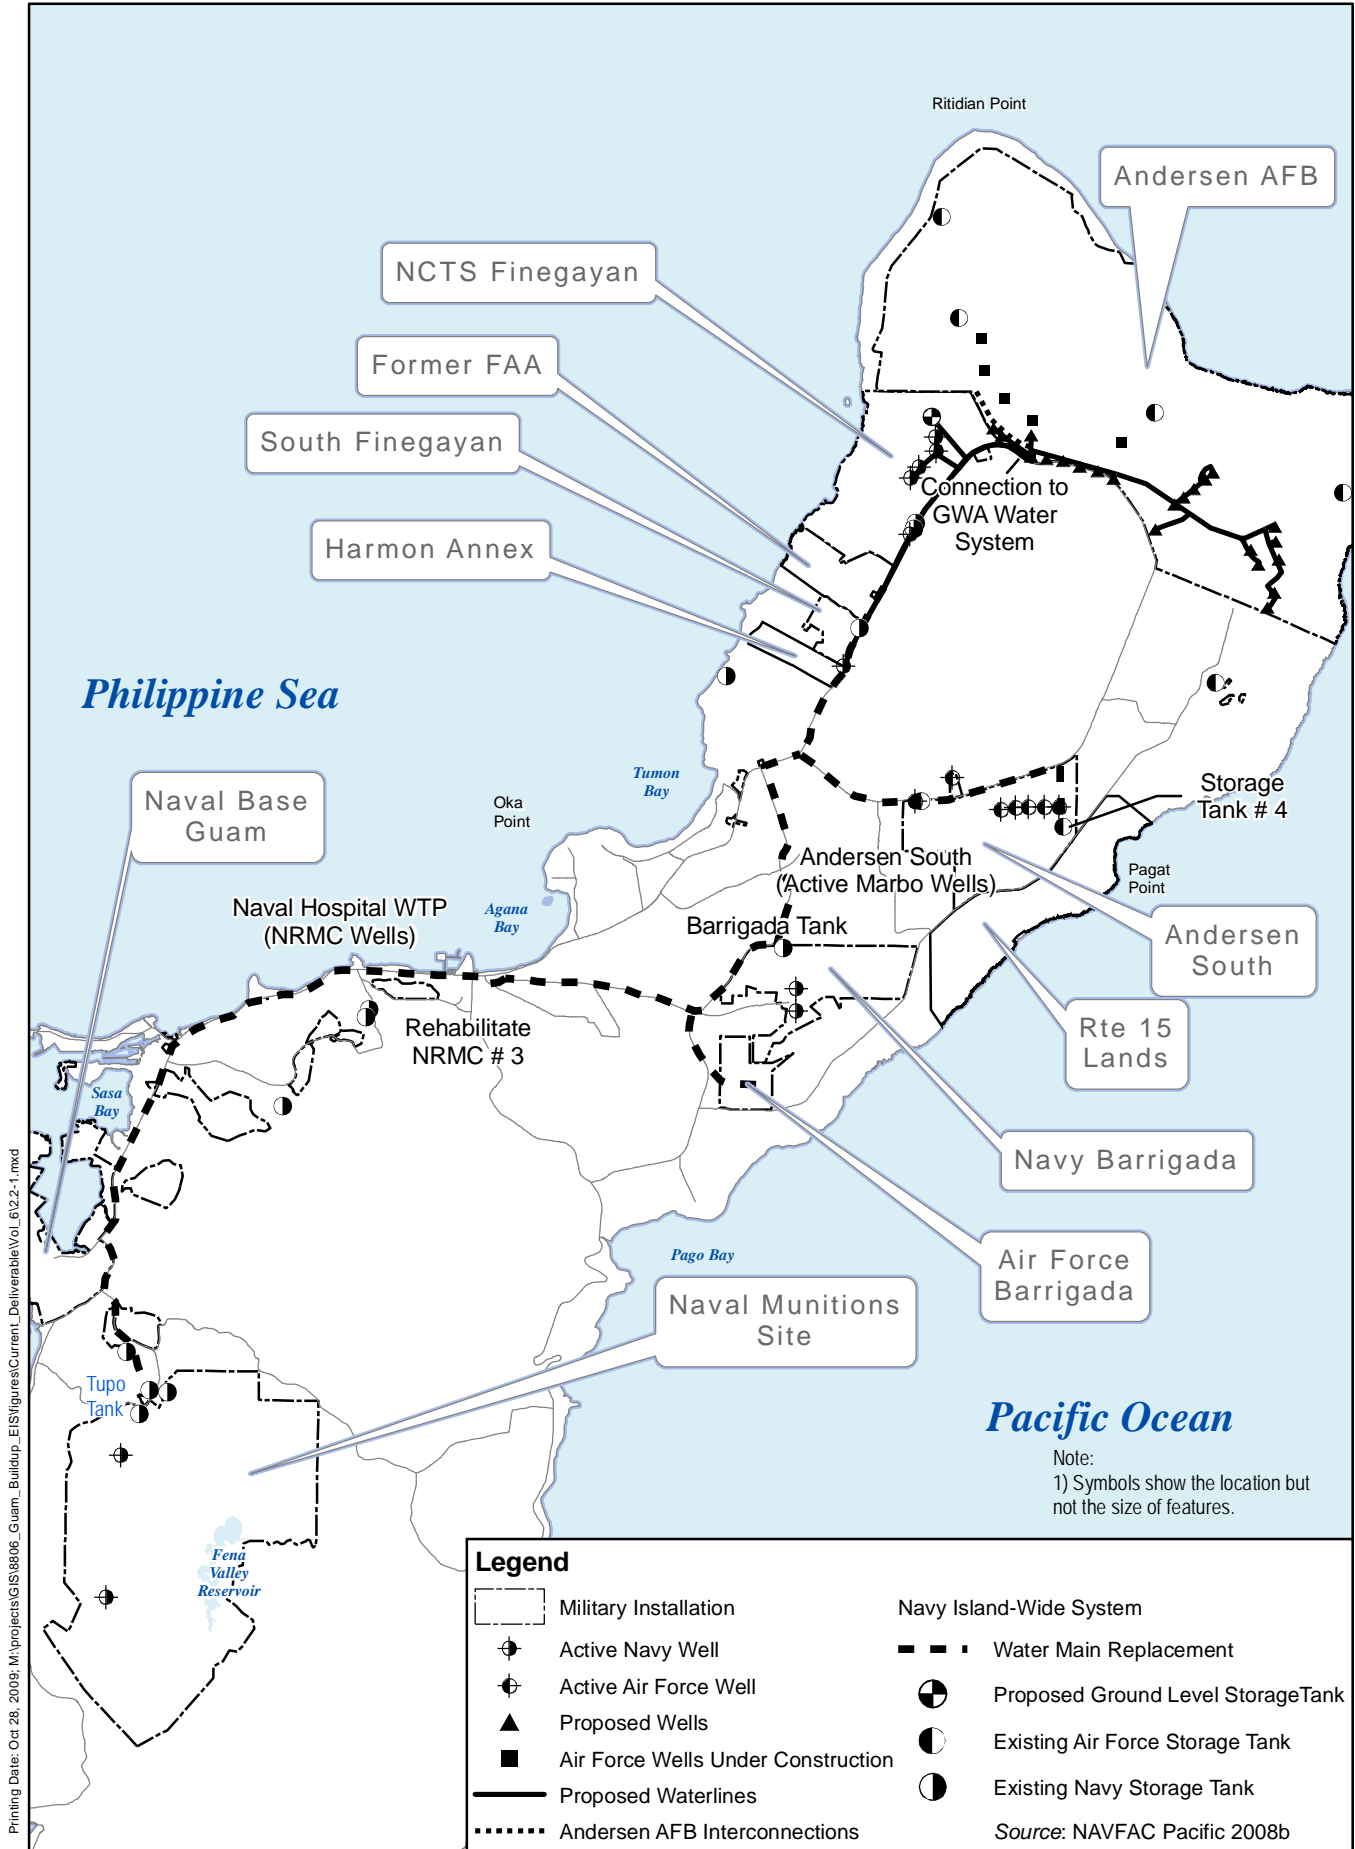 Ritidian Point
Andersen AFB
NCTS Finegayan
Former FAA
South Finegayan
Harmon Annex
Connection to
GWA Water
System
Philippine Sea
Tumon
Bay
Oka
Point
Naval Base
Guam
Storage
Tank # 4
Andersen South
(Active Marbo Wells)
Pagat
Point
Naval Hospital WTP
(NRMC Wells)
Agana
Bay
Barrigada Tank
Andersen
South
Rehabilitate
NRMC # 3
Rte 15
Lands
Sasa
Bay
Navy Barrigada
Pago Bay
Air Force
Barrigada
Naval Munitions
Site
Tupo
Tank
Pacific Ocean
Note:
1) Symbols show the location but
not the size of features.
Fena
Valley
Reservoir
Legend
Military Installation
Active Navy Well
Active Air Force Well
Proposed Wells
Air Force Wells Under Construction
Proposed Waterlines
Andersen AFB Interconnections
Navy Island-Wide System
Water Main Replacement
Proposed Ground Level StorageTank
Existing Air Force Storage Tank
Existing Navy Storage Tank
Source: NAVFAC Pacific 2008b
Printing Date: Oct 28, 2009; M:\projects\GIS\8806_Guam_Buildup_EIS\figures\Current_Deliverable\Vol_6\2.2-1.mxd